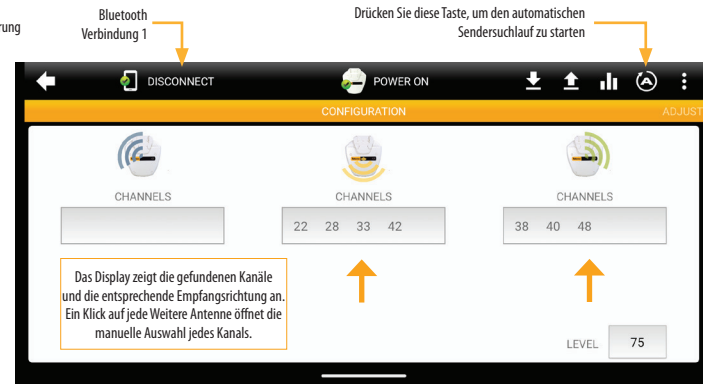 rung
Bluetooth
Verbindung 1
Drücken Sie diese Taste, um den automatischen
Sendersuchlauf zu starten
DISCONNECT
POWER ON
A
CONFIGURATION
ADJUST
CHANNELS
CHANNELS
CHANNELS
22 28 33 42
38 40 48
Das Display zeigt die gefundenen Kanäle
und die entsprechende Empfangsrichtung an.
Ein Klick auf jede Weitere Antenne öffnet die
manuelle Auswahl jedes Kanals.
LEVEL 75